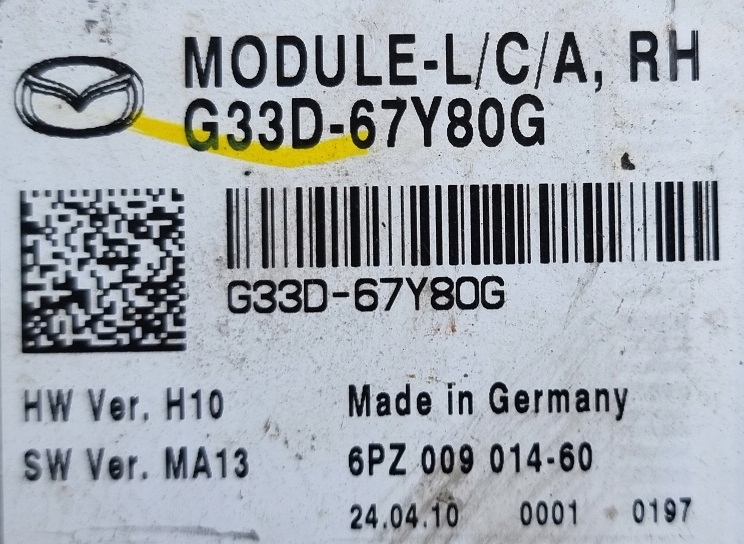 MODULE-L/C/A, RH
G33D-67Y80G
G33D-67Y80G
HW Ver. H10
Made in Germany
SW Ver. MA13
6PZ 009 014-60
24.04.10 0001 0197